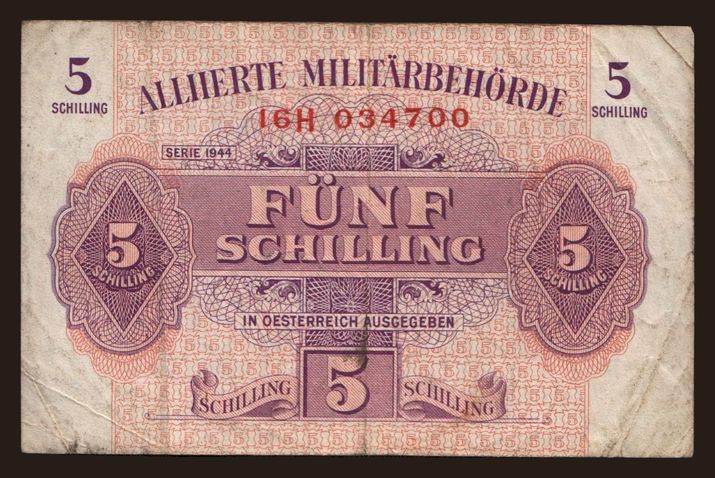 5 SCHILLING
ALLIIERTE MILITÄRBEHÖRDE
5 SCHILLING
16H 034700
SERIE 1944
FÜNF
SCHILLING
5 SCHILLING
5 SCHILLING
IN OESTERREICH AUSGEGEBEN
SCHILLING 5 SCHILLING